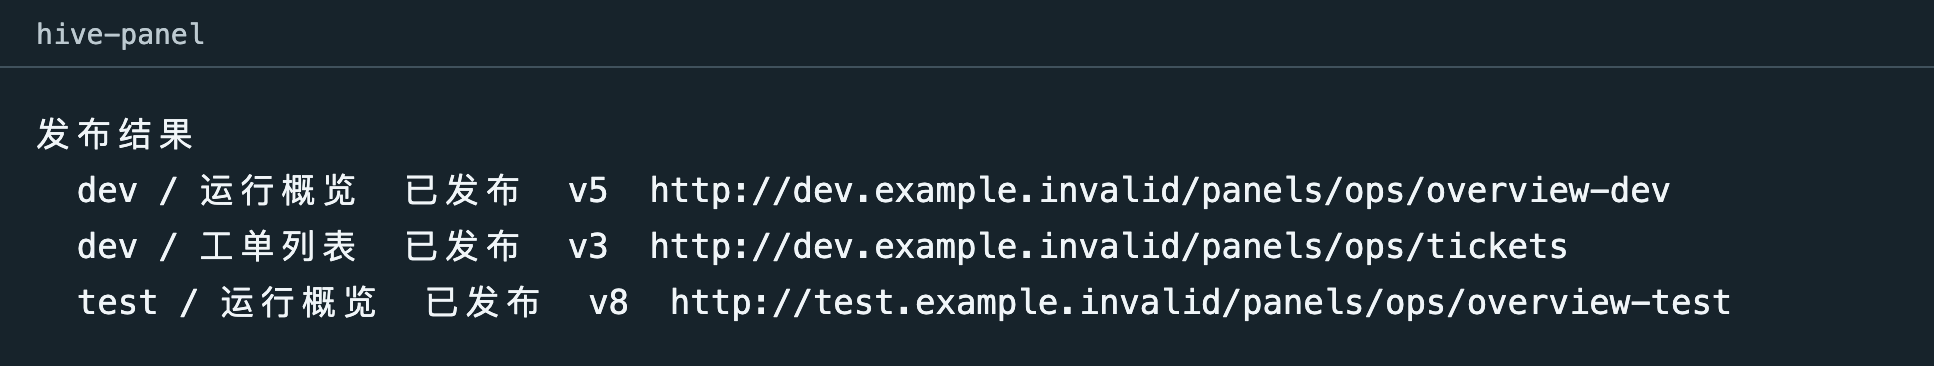 hive-panel
发布结果
dev / 运行概览 已发布 v5 http://dev.example.invalid/panels/ops/overview-dev
dev / 工单列表 已发布 v3 http://dev.example.invalid/panels/ops/tickets
test / 运行概览 已发布 v8 http://test.example.invalid/panels/ops/overview-test